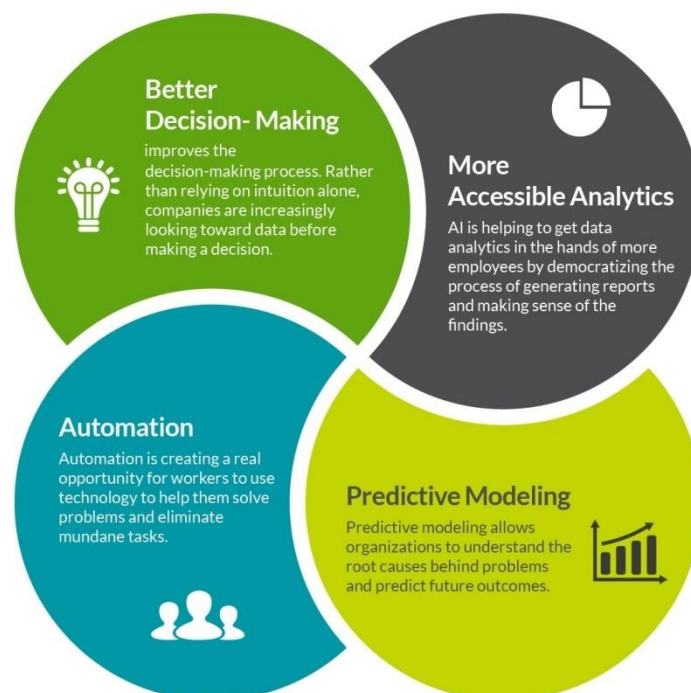 Better
Decision- Making
improves the
decision-making process. Rather
than relying on intuition alone,
companies are increasingly
looking toward data before
making a decision.
More
Accessible Analytics
AI is helping to get data
analytics in the hands of more
employees by democratizing the
process of generating reports
and making sense of the
findings.
Automation
Automation is creating a real
opportunity for workers to use
technology to help them solve
problems and eliminate
mundane tasks.
Predictive Modeling
Predictive modeling allows
organizations to understand the
root causes behind problems
and predict future outcomes.